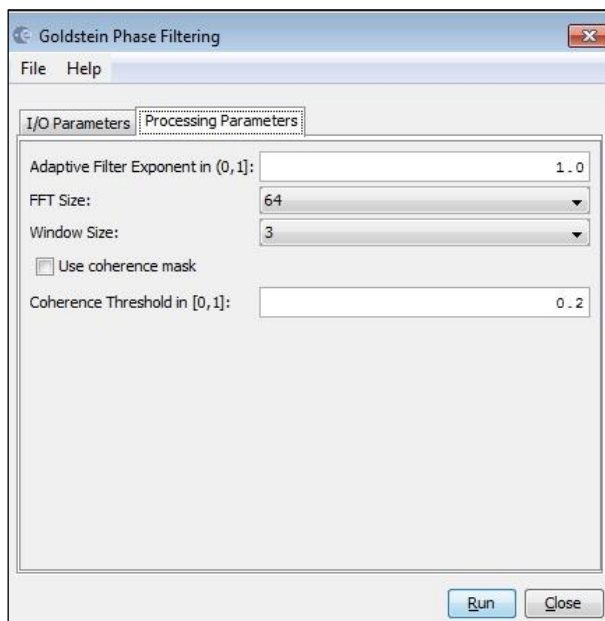 Goldstein Phase Filtering
File Help
I/O Parameters Processing Parameters
Adaptive Filter Exponent in (0,1]: 1.0
FFT Size: 64
Window Size: 3
Use coherence mask
Coherence Threshold in [0,1]: 0.2
Run Close